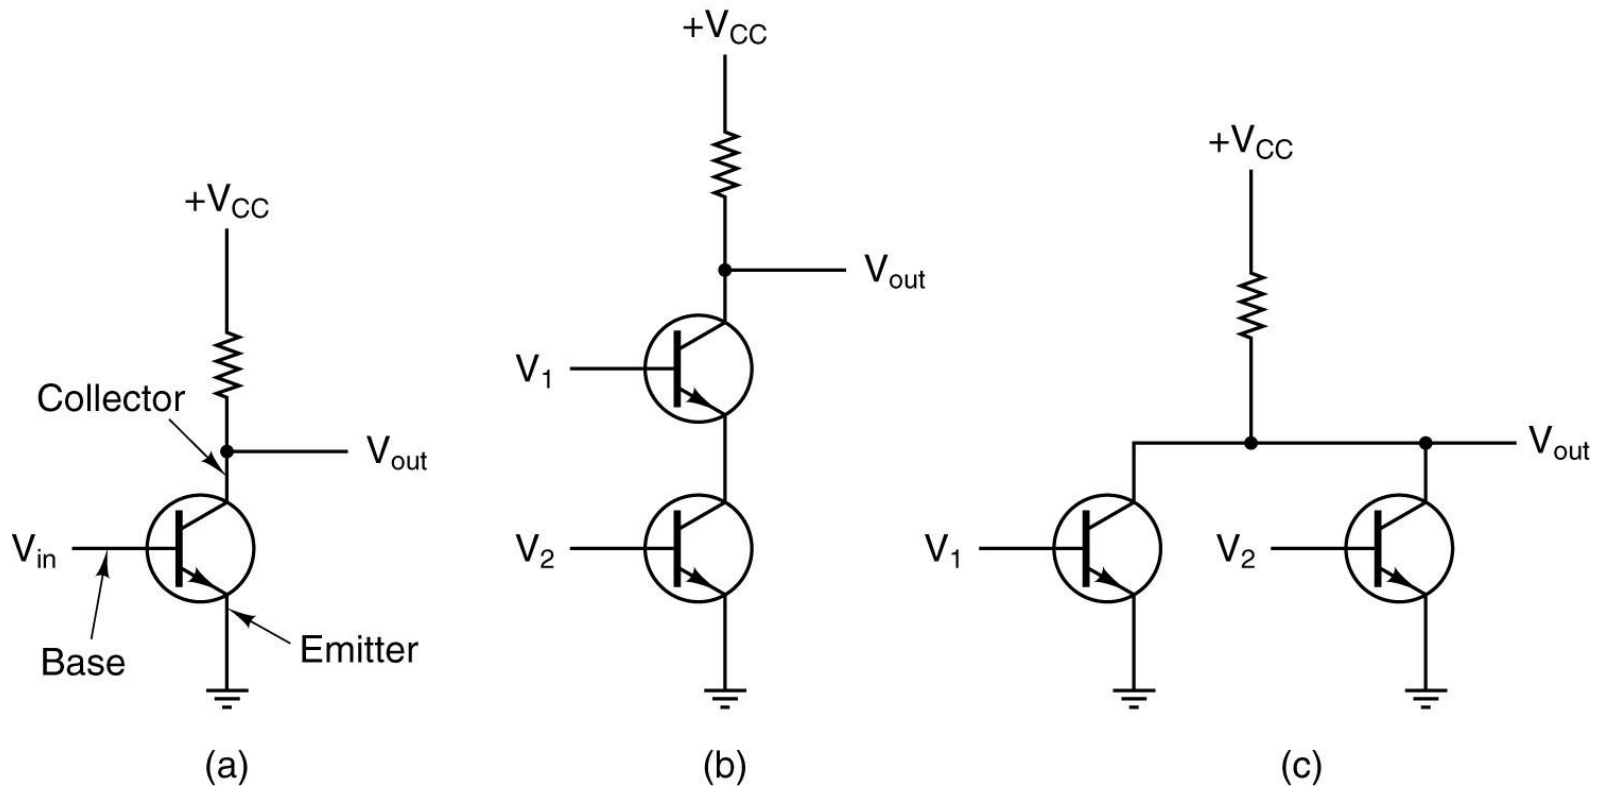 +VCC
Collector
Vout
Vin
Base
Emitter
(a)
+VCC
Vout
V1
V2
(b)
+VCC
Vout
V1
V2
(c)